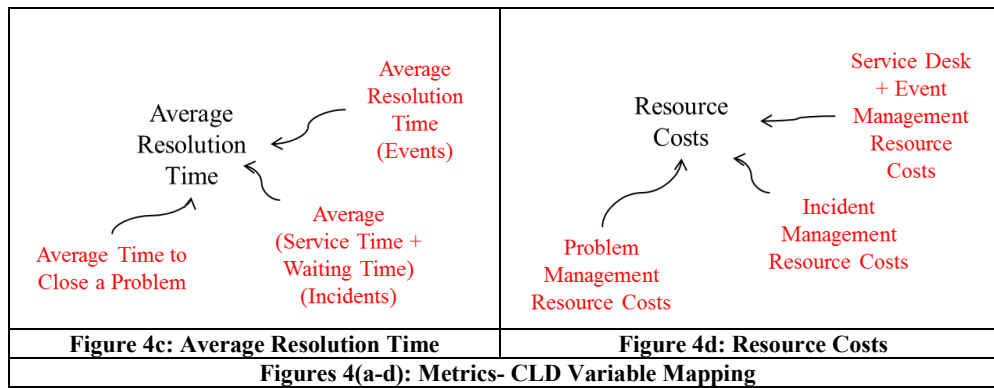 Average
Resolution
Time
Average
Resolution
Time
(Events)
Average
(Service Time +
Waiting Time)
(Incidents)
Average Time to
Close a Problem
Figure 4c: Average Resolution Time
Resource
Costs
Service Desk
+ Event
Management
Resource
Costs
Incident
Management
Resource Costs
Problem
Management
Resource Costs
Figure 4d: Resource Costs
Figures 4(a-d): Metrics- CLD Variable Mapping